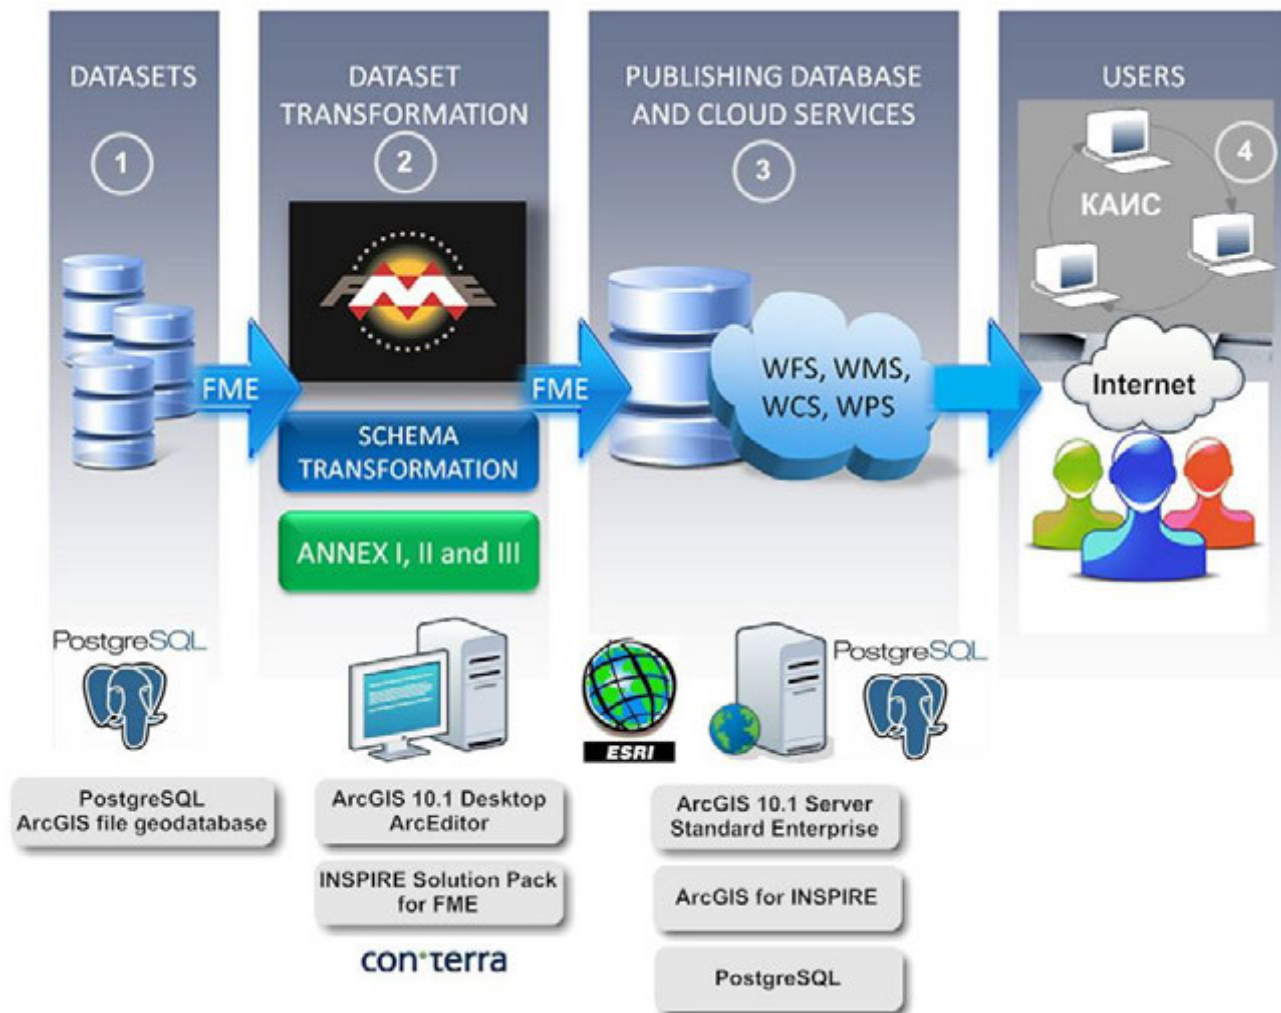 DATASETS
1
DATASET
TRANSFORMATION
2
FME
SCHEMA
TRANSFORMATION
ANNEX I, II and III
PUBLISHING DATABASE
AND CLOUD SERVICES
3
WFS, WMS,
WCS, WPS
USERS
4
КАИС
Internet
FME
FME
PostgreSQL
PostgreSQL
ArcGIS file geodatabase
ArcGIS 10.1 Desktop
ArcEditor
INSPIRE Solution Pack
for FME
con·terra
ESRI
PostgreSQL
ArcGIS 10.1 Server
Standard Enterprise
ArcGIS for INSPIRE
PostgreSQL